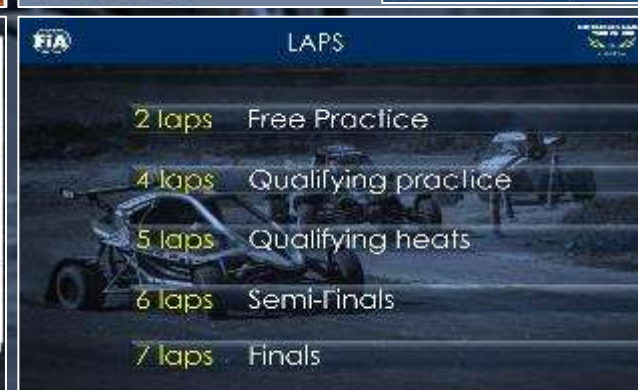 FiA
LAPS
2 laps Free Practice
4 laps Qualifying practice
5 laps Qualifying heats
6 laps Semi-Finals
7 laps Finals